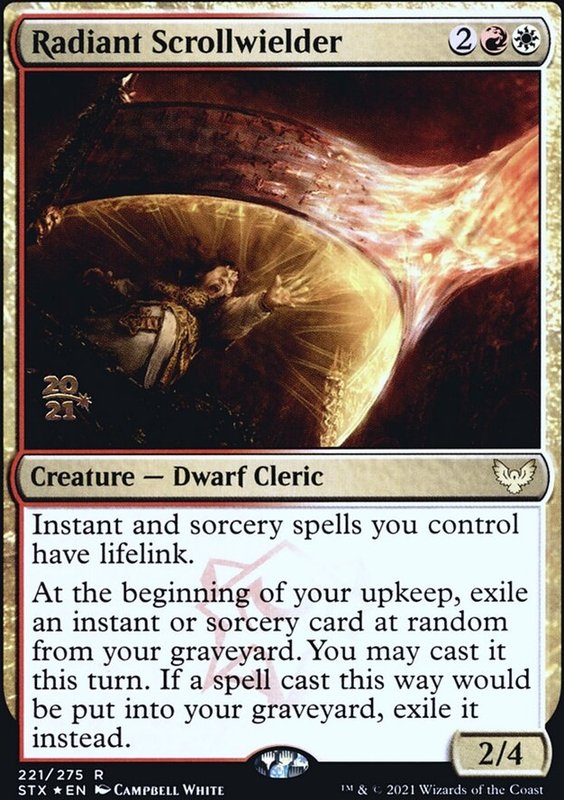 Radiant Scrollwielder 2
20
21
Creature — Dwarf Cleric
Instant and sorcery spells you control
have lifelink.
At the beginning of your upkeep, exile
an instant or sorcery card at random
from your graveyard. You may cast it
this turn. If a spell cast this way would
be put into your graveyard, exile it
instead.
2/4
221/275 R
STX ★ EN Campbell White
™ & © 2021 Wizards of the Coast